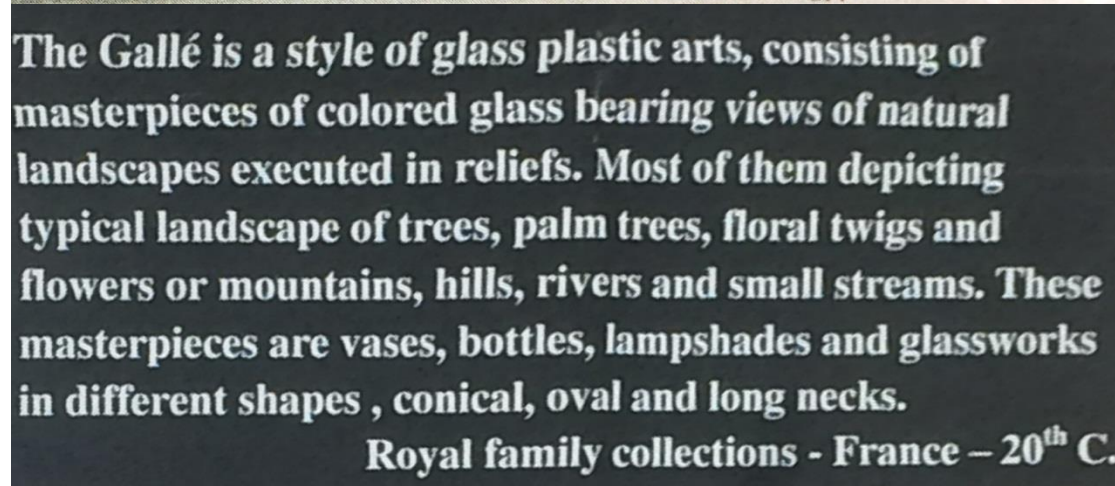 The Gallé is a style of glass plastic arts, consisting of
masterpieces of colored glass bearing views of natural
landscapes executed in reliefs. Most of them depicting
typical landscape of trees, palm trees, floral twigs and
flowers or mountains, hills, rivers and small streams. These
masterpieces are vases, bottles, lampshades and glassworks
in different shapes , conical, oval and long necks.
Royal family collections - France – 20th C.